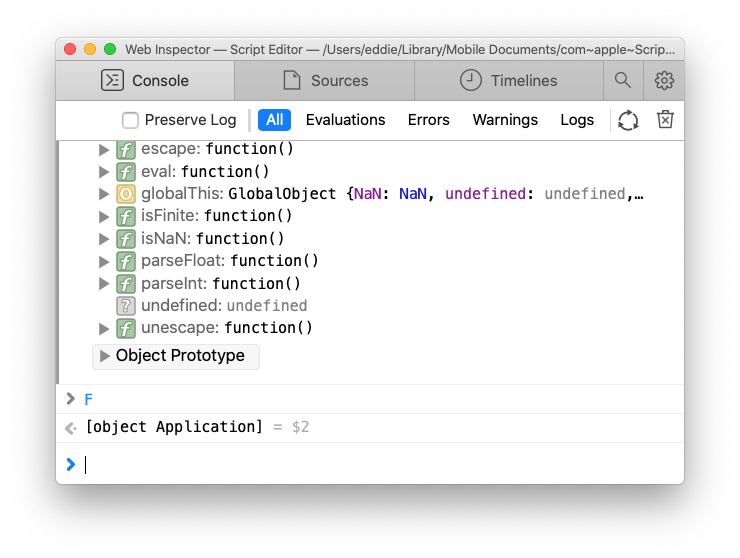 Web Inspector — Script Editor — /Users/eddie/Library/Mobile Documents/com~apple~Scrip…
Console Sources Timelines
Preserve Log All Evaluations Errors Warnings Logs
f escape: function()
f eval: function()
O globalThis: GlobalObject {NaN: NaN, undefined: undefined,…
f isFinite: function()
f isNaN: function()
f parseFloat: function()
f parseInt: function()
? undefined: undefined
f unescape: function()
Object Prototype
> F
[object Application] = $2
>